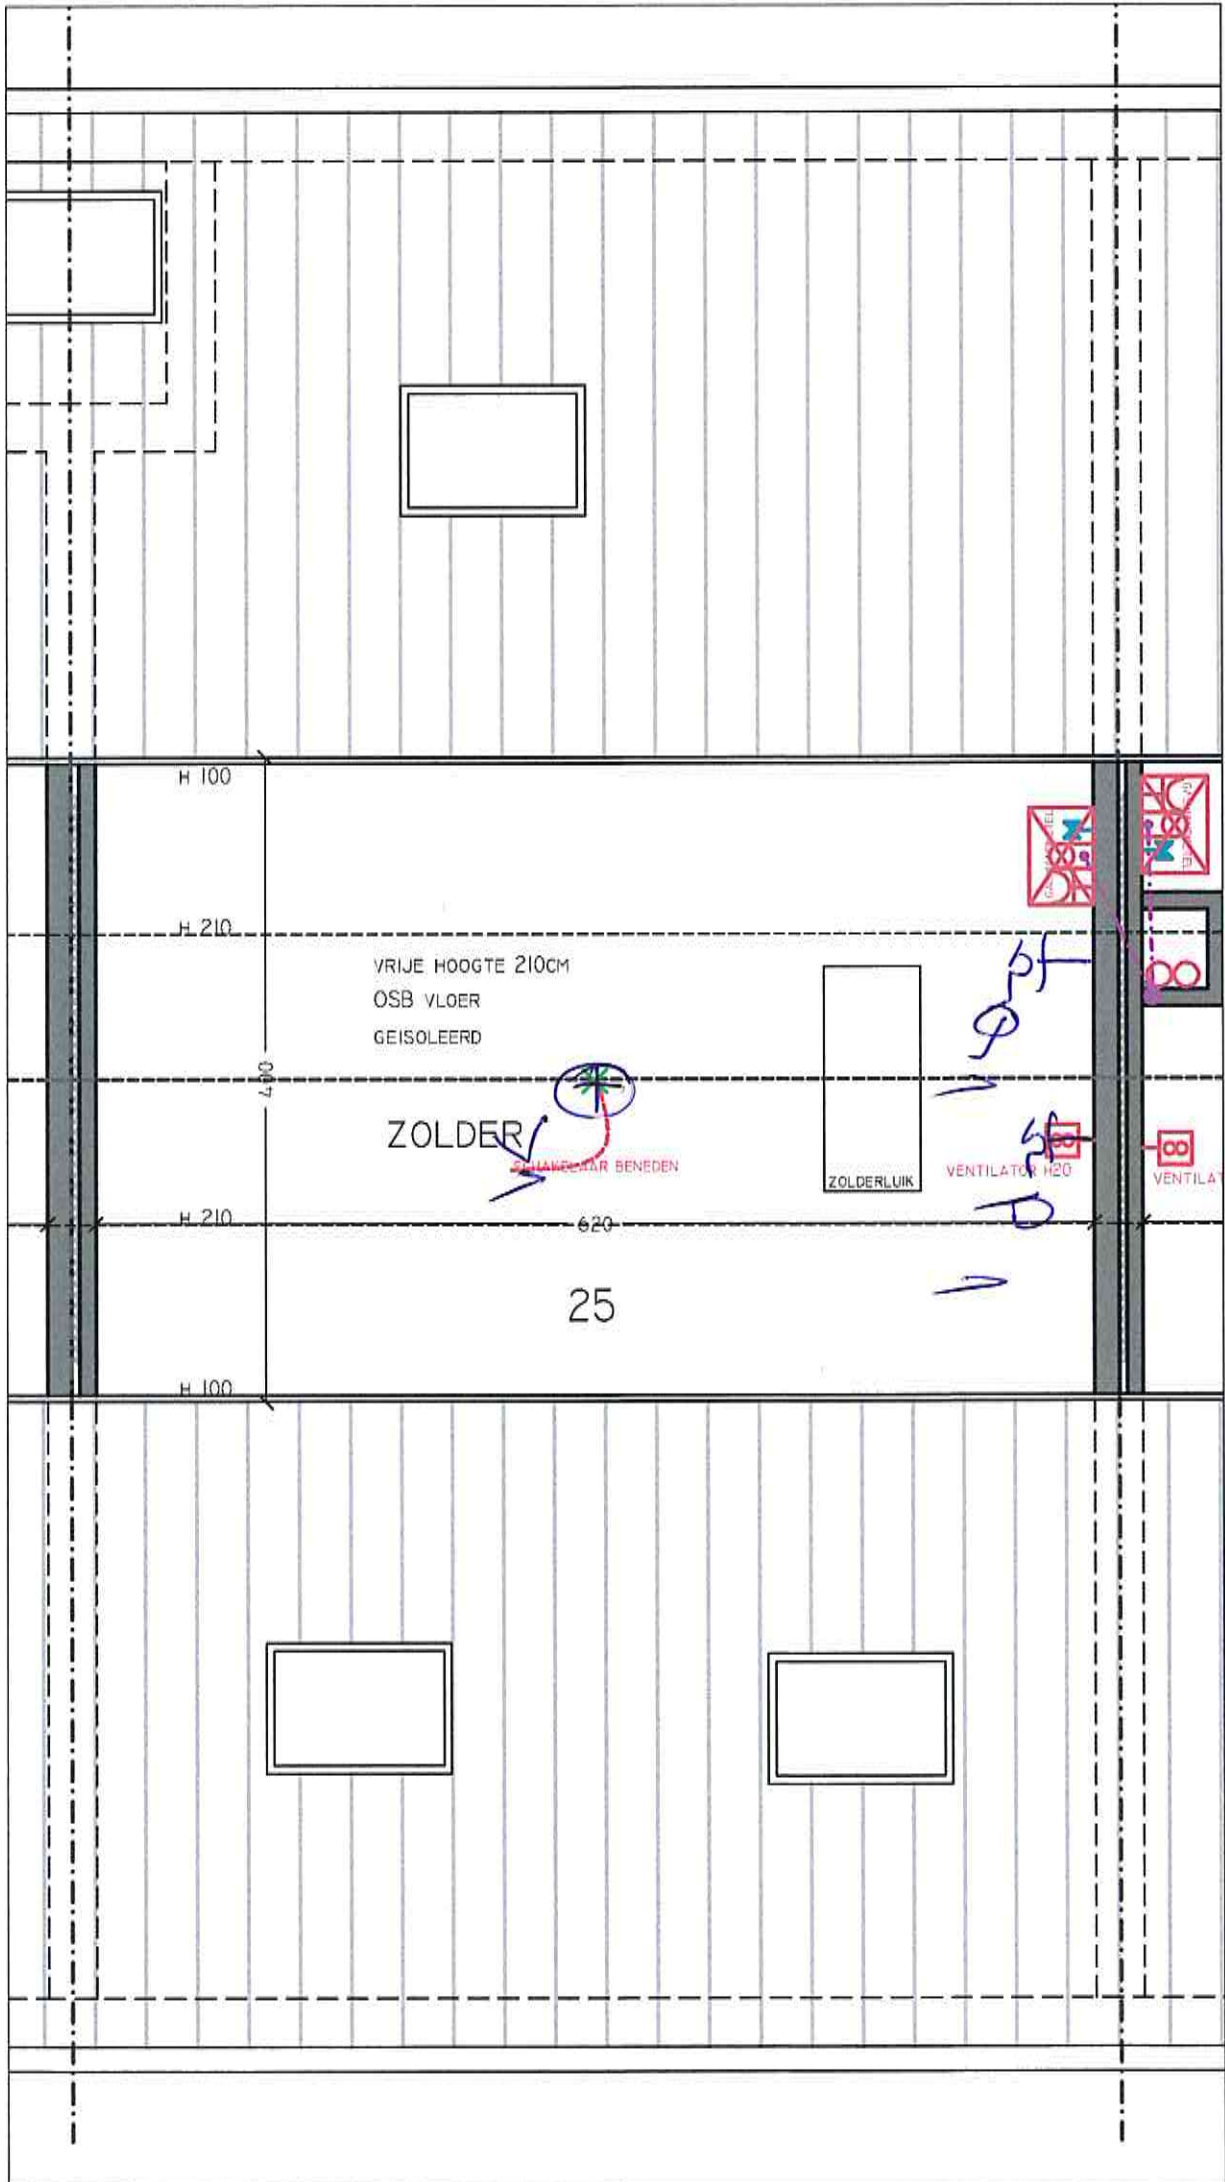 H 100
H 210
VRIJE HOOGTE 210CM
OSB VLOER
GEISOLEERD
400
ZOLDER
SCHAKELAAR BENEDEN
ZOLDERLUIK
VENTILATOR H20
VENTILAT
H 210
620
25
H 100